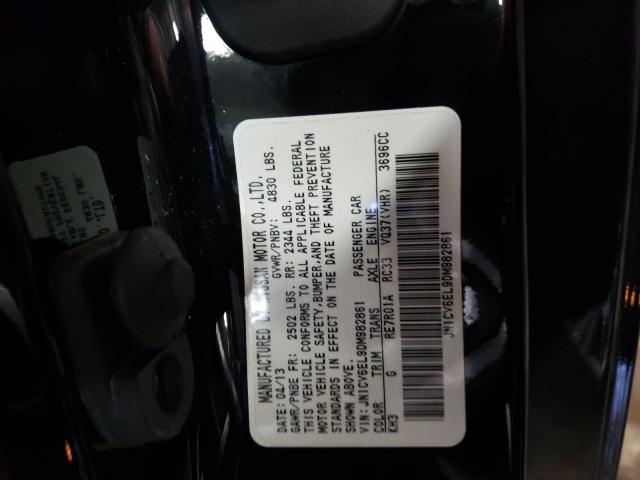 MANUFACTURED BY NISSAN MOTOR CO.,LTD.
DATE:04/13 GVWR/PNBV: 4830 LBS.
GAWR/PNBE FR: 2502 LBS. RR: 2344 LBS.
THIS VEHICLE CONFORMS TO ALL APPLICABLE FEDERAL
MOTOR VEHICLE SAFETY,BUMPER,AND THEFT PREVENTION
STANDARDS IN EFFECT ON THE DATE OF MANUFACTURE
SHOWN ABOVE.
VIN:JN1CV6EL9DM982861 PASSENGER CAR
COLOR TRIM TRANS AXLE ENGINE
KH3 G RE7R01A RC33 VQ37(VHR) 3696CC
JN1CV6EL9DM982861